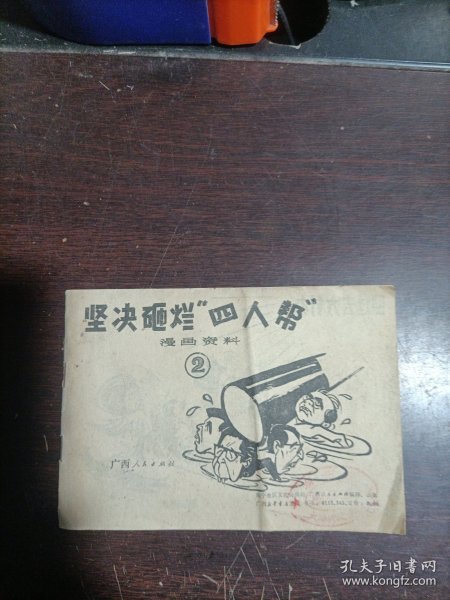 坚决砸烂“四人帮”
漫画资料
②
广西人民出版社
孔夫子旧书网
www.kongfz.com